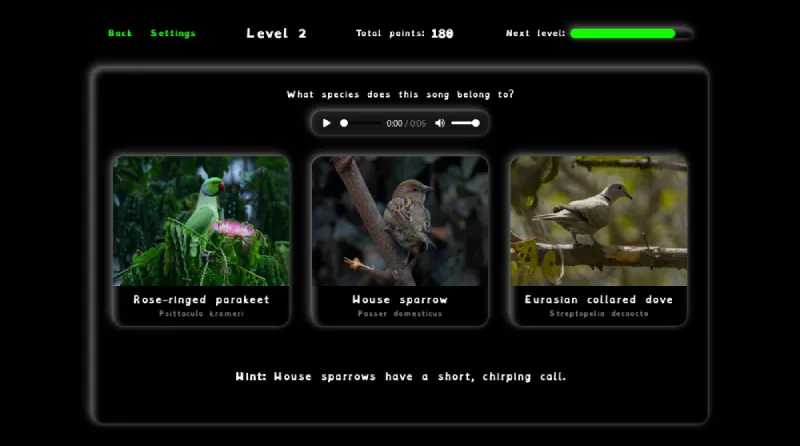 Back Settings Level 2 Total points: 180 Next level:
What species does this song belong to?
0:00 / 0:06
Rose-ringed parakeet
Psittacula krameri
House sparrow
Passer domesticus
Eurasian collared dove
Streptopelia decaocto
Hint: House sparrows have a short, chirping call.